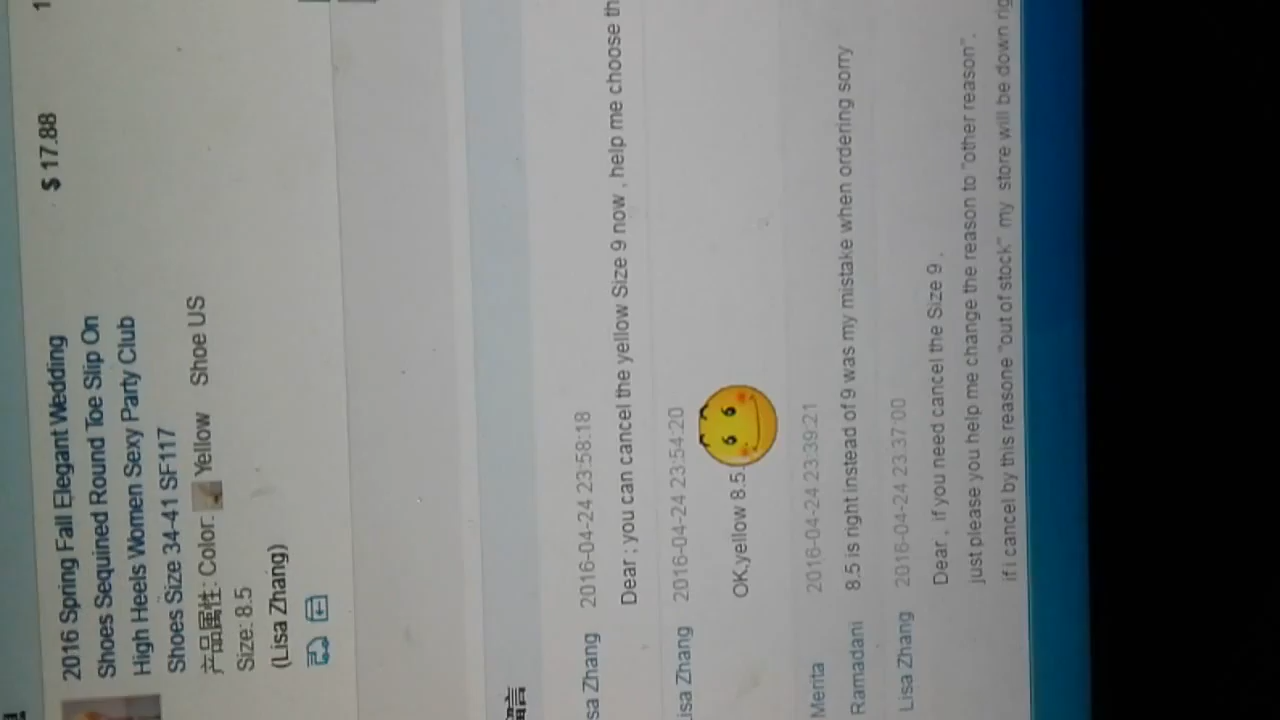 2016 Spring Fall Elegant Wedding
Shoes Sequined Round Toe Slip On
High Heels Women Sexy Party Club
Shoes Size 34-41 SF117
$ 17.88
1
产品属性: Color: Yellow Shoe US
Size: 8.5
(Lisa Zhang)
言
sa Zhang 2016-04-24 23:58:18
Dear ; you can cancel the yellow Size 9 now , help me choose th
isa Zhang 2016-04-24 23:54:20
OK,yellow 8.5
Merita 2016-04-24 23:39:21
Ramadani 8.5 is right instead of 9 was my mistake when ordering sorry
Lisa Zhang 2016-04-24 23:37:00
Dear , if you need cancel the Size 9 .
just please you help me change the reason to "other reason".
if i cancel by this reasone "out of stock" my store will be down rig